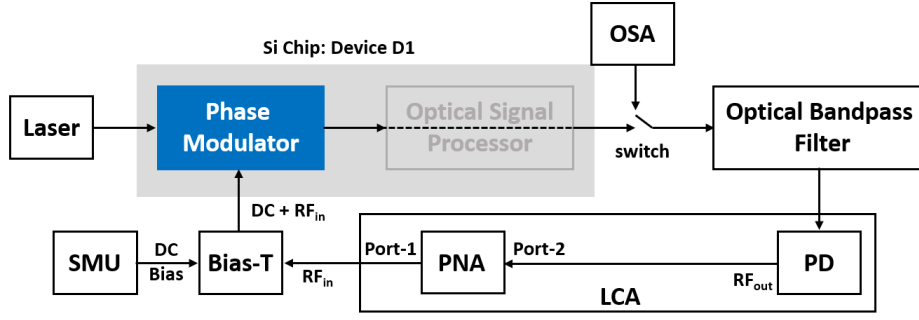 Si Chip: Device D1
OSA
Laser
Phase
Modulator
Optical Signal
Processor
switch
Optical Bandpass
Filter
DC + RFin
SMU
DC
Bias
Bias-T
Port-1
RFin
PNA
Port-2
RFout
PD
LCA